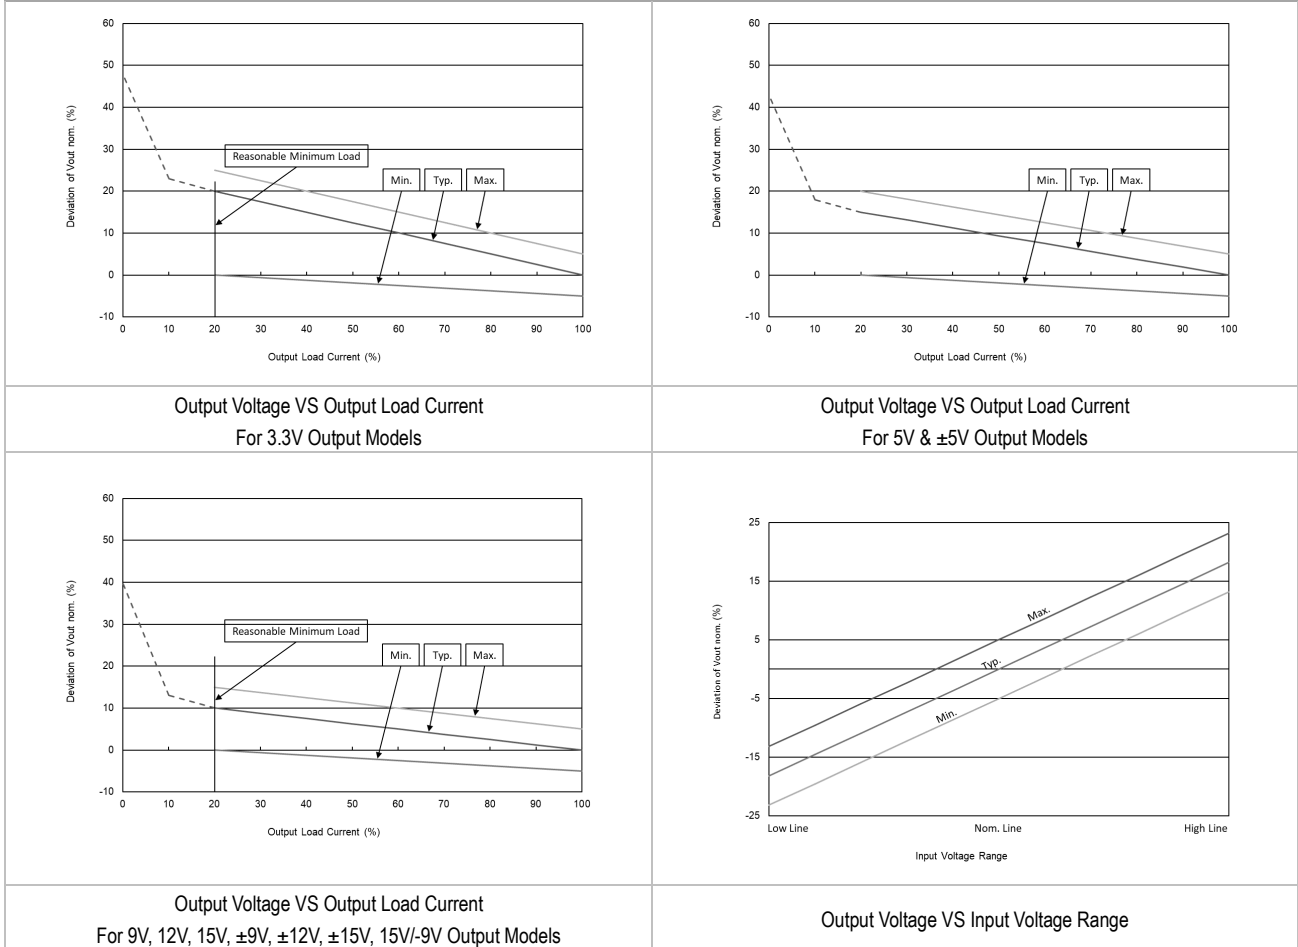 60
50
40
30
20
10
0
-10
Deviation of Vout nom. (%)
Reasonable Minimum Load
Min.
Typ.
Max.
0 10 20 30 40 50 60 70 80 90 100
Output Load Current (%)
Output Voltage VS Output Load Current
For 3.3V Output Models
60
50
40
30
20
10
0
-10
Deviation of Vout nom. (%)
Min.
Typ.
Max.
0 10 20 30 40 50 60 70 80 90 100
Output Load Current (%)
Output Voltage VS Output Load Current
For 5V & ±5V Output Models
60
50
40
30
20
10
0
-10
Deviation of Vout nom. (%)
Reasonable Minimum Load
Min.
Typ.
Max.
0 10 20 30 40 50 60 70 80 90 100
Output Load Current (%)
Output Voltage VS Output Load Current
For 9V, 12V, 15V, ±9V, ±12V, ±15V, 15V/-9V Output Models
25
15
5
-5
-15
-25
Deviation of Vout nom. (%)
Max.
Typ.
Min.
Low Line Nom. Line High Line
Input Voltage Range
Output Voltage VS Input Voltage Range